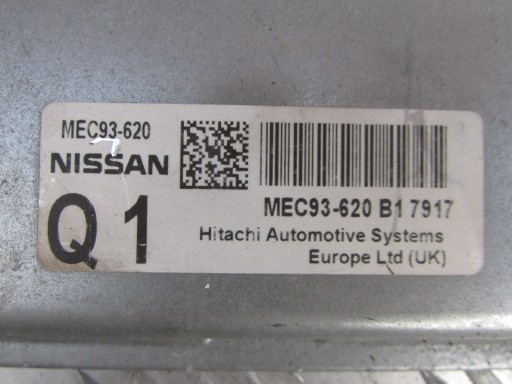 MEC93-620
NISSAN
Q1
MEC93-620 B1 7917
Hitachi Automotive Systems
Europe Ltd (UK)